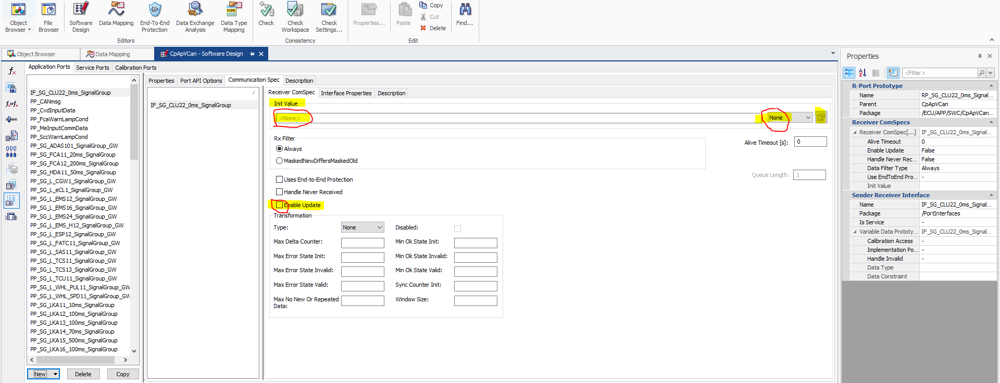 Object Browser
File Browser
Software Design
Data Mapping
End-To-End Protection
Data Exchange Analysis
Data Type Mapping
Editors
Check
Check Workspace
Check Settings...
Consistency
Properties...
Paste
Copy
Cut
Delete
Edit
Find...
TYPE
Object Browser
Data Mapping
CpApVCan - Software Design
Application Ports
Service Ports
Calibration Ports
IF_SG_CLU22_0ms_SignalGroup
PP_CANmsg
PP_CvdInputData
PP_FcaWarnLampCond
PP_MeInputCommData
PP_SccWarnLampCond
PP_SG_ADAS101_SignalGroup_GW
PP_SG_FCA11_20ms_SignalGroup
PP_SG_FCA12_200ms_SignalGroup
PP_SG_HDA11_50ms_SignalGroup
PP_SG_L_CGW1_SignalGroup_GW
PP_SG_L_eCL1_SignalGroup_GW
PP_SG_L_EMS12_SignalGroup_GW
PP_SG_L_EMS16_SignalGroup_GW
PP_SG_L_EMS24_SignalGroup_GW
PP_SG_L_EMS_H12_SignalGroup_GW
PP_SG_L_ESP12_SignalGroup_GW
PP_SG_L_FATC11_SignalGroup_GW
PP_SG_L_SAS11_SignalGroup_GW
PP_SG_L_TCS11_SignalGroup_GW
PP_SG_L_TCS13_SignalGroup_GW
PP_SG_L_TCU11_SignalGroup_GW
PP_SG_L_WHL_PUL11_SignalGroup_GW
PP_SG_L_WHL_SPD11_SignalGroup_GW
PP_SG_LKA11_10ms_SignalGroup
PP_SG_LKA12_100ms_SignalGroup
PP_SG_LKA13_100ms_SignalGroup
PP_SG_LKA14_70ms_SignalGroup
PP_SG_LKA15_500ms_SignalGroup
PP_SG_LKA16_100ms_SignalGroup
New
Delete
Copy
Properties
Port API Options
Communication Spec
Description
IF_SG_CLU22_0ms_SignalGroup
Receiver ComSpec
Interface Properties
Description
Init Value
<None>
None
Rx Filter
Always
MaskedNewDiffersMaskedOld
Alive Timeout [s]:
0
Queue Length:
1
Uses End-to-End Protection
Handle Never Received
Enable Update
Transformation
Type:
None
Disabled:
Max Delta Counter:
Min Ok State Init:
Max Error State Init:
Min Ok State Invalid:
Max Error State Invalid:
Min Ok State Valid:
Max Error State Valid:
Sync Counter Init:
Max No New Or Repeated Data:
Window Size:
Properties
<Filter>
R-Port Prototype
Name RP_SG_CLU22_0ms_Signal...
Parent CpApVCan
Package /ECU/APP/SWC/CpApVCan...
Receiver ComSpecs
Receiver ComSpec[...] IF_SG_CLU22_0ms_Signa...
Alive Timeout 0
Enable Update False
Handle Never Rec... False
Data Filter Type Always
Use EndToEnd Pro... -
Init Value
Sender Receiver Interface
Name IF_SG_CLU22_0ms_Signa...
Package /PortInterfaces
Is Service -
Variable Data Prototy... IF_SG_CLU22_0ms_Signa...
Calibration Access -
Implementation Po... -
Handle Invalid -
Data Type
Data Constraint